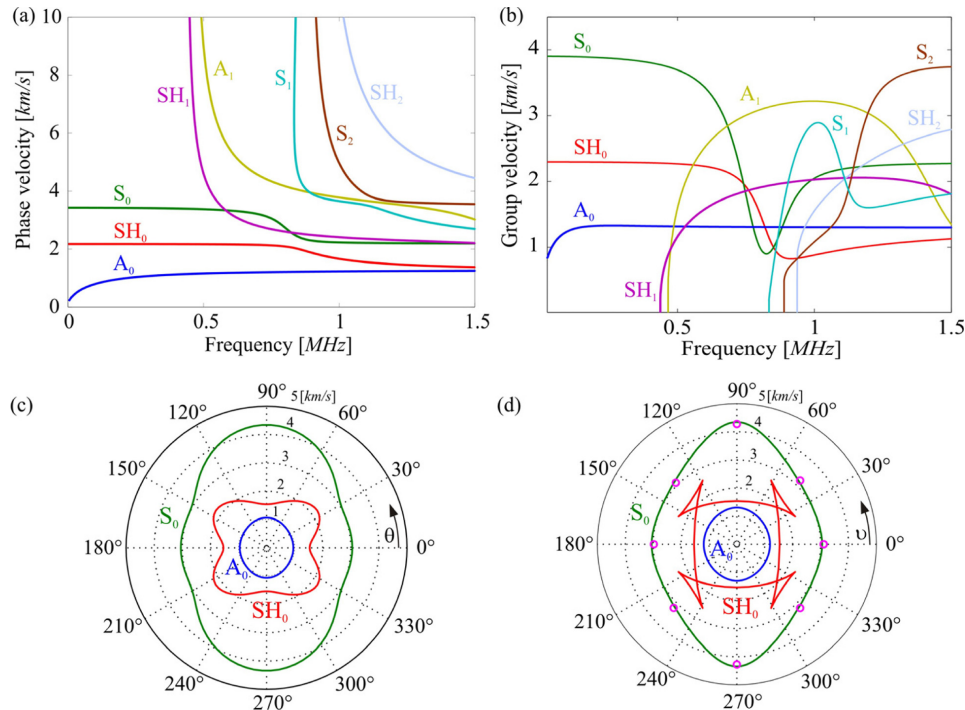 (a)
10
8
6
4
2
0
Phase velocity [km/s]
0
0.5
1
1.5
Frequency [MHz]
A1
SH1
S1
S2
SH2
S0
SH0
A0
(b)
4
3
2
1
Group velocity [km/s]
0.5
1
1.5
Frequency [MHz]
S0
S2
A1
S1
SH2
SH0
A0
SH1
(c)
90° 5 [km/s]
120° 60°
4
3
150° 30°
2
1
S0
θ
180° 0°
A0
SH0
210° 330°
240° 300°
270°
(d)
90° 5 [km/s]
120° 60°
4
3
150° 30°
2
1
S0
υ
180° 0°
A0
SH0
210° 330°
240° 300°
270°